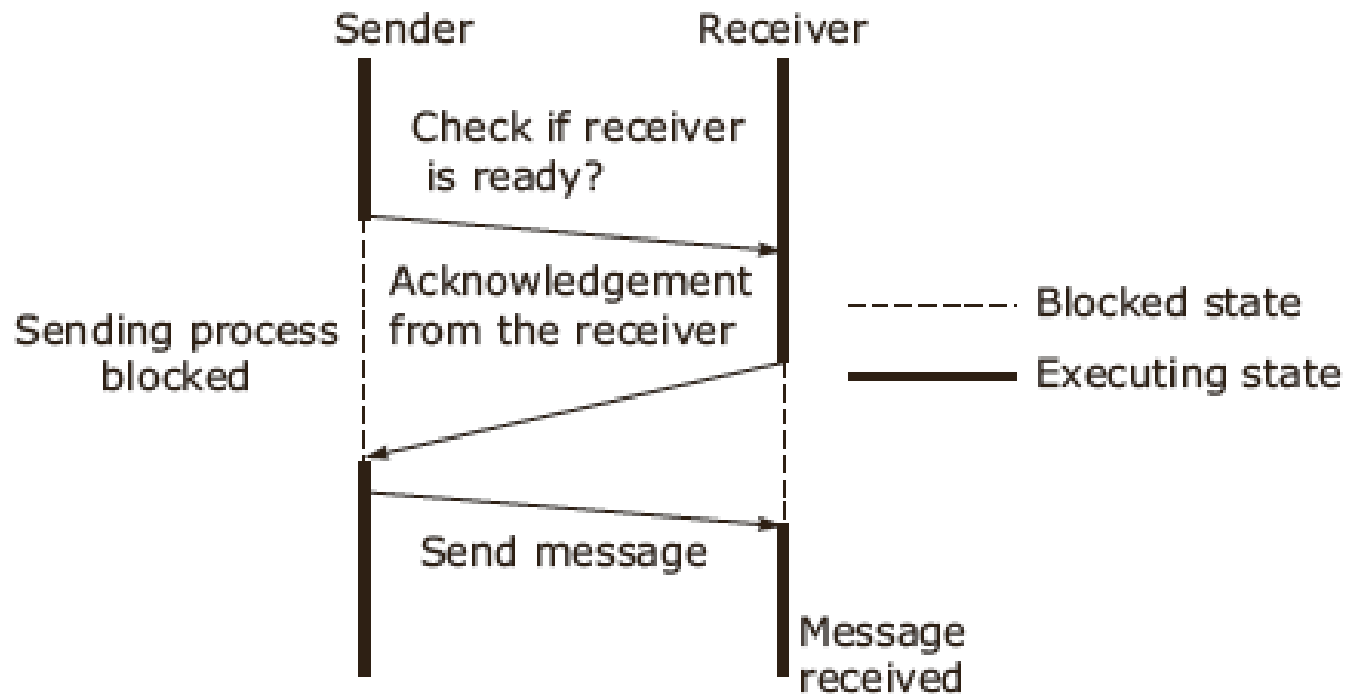 Sender
Receiver
Check if receiver
is ready?
Acknowledgement
from the receiver
Sending process
blocked
Blocked state
Executing state
Send message
Message
received